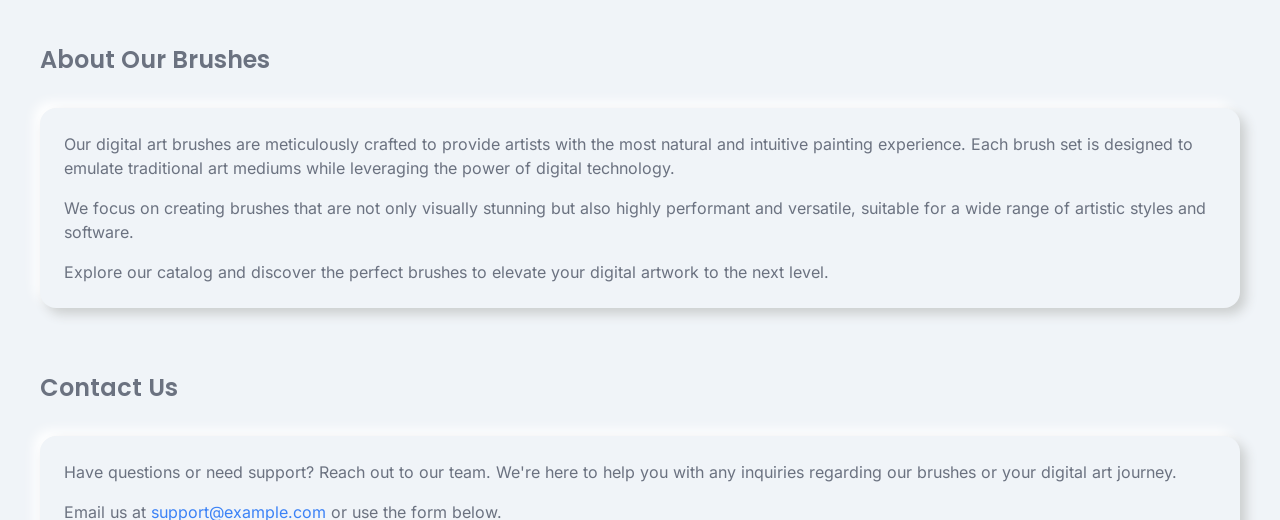 About Our Brushes
Our digital art brushes are meticulously crafted to provide artists with the most natural and intuitive painting experience. Each brush set is designed to
emulate traditional art mediums while leveraging the power of digital technology.
We focus on creating brushes that are not only visually stunning but also highly performant and versatile, suitable for a wide range of artistic styles and
software.
Explore our catalog and discover the perfect brushes to elevate your digital artwork to the next level.
Contact Us
Have questions or need support? Reach out to our team. We're here to help you with any inquiries regarding our brushes or your digital art journey.
Email us at support@example.com or use the form below.